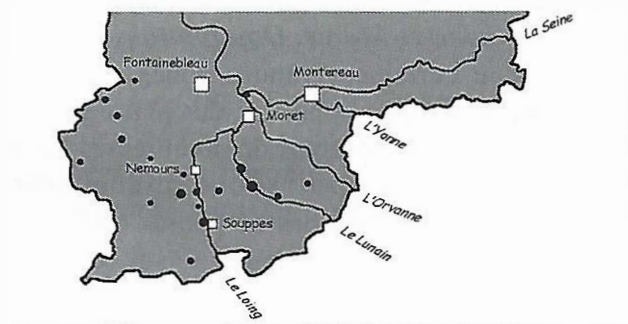 La Seine
Fontainebleau
Montereau
Moret
L'Yonne
Nemours
L'Orvanne
Souppes
Le Lunain
Le Loing